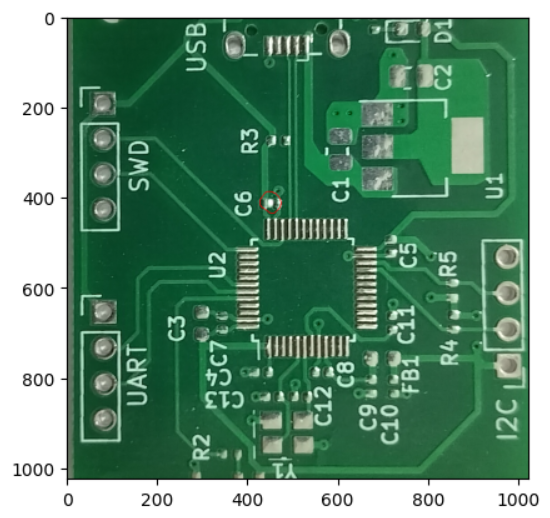 0
200
400
600
800
1000
0 200 400 600 800 1000
USB
D1
C2
R3
SWD
C1
U1
C6
U2
C5
R5
C3
C7
C11
R4
UART
C4
C13
C8
FB1
C12
C9
C10
I2C
R2
Y1